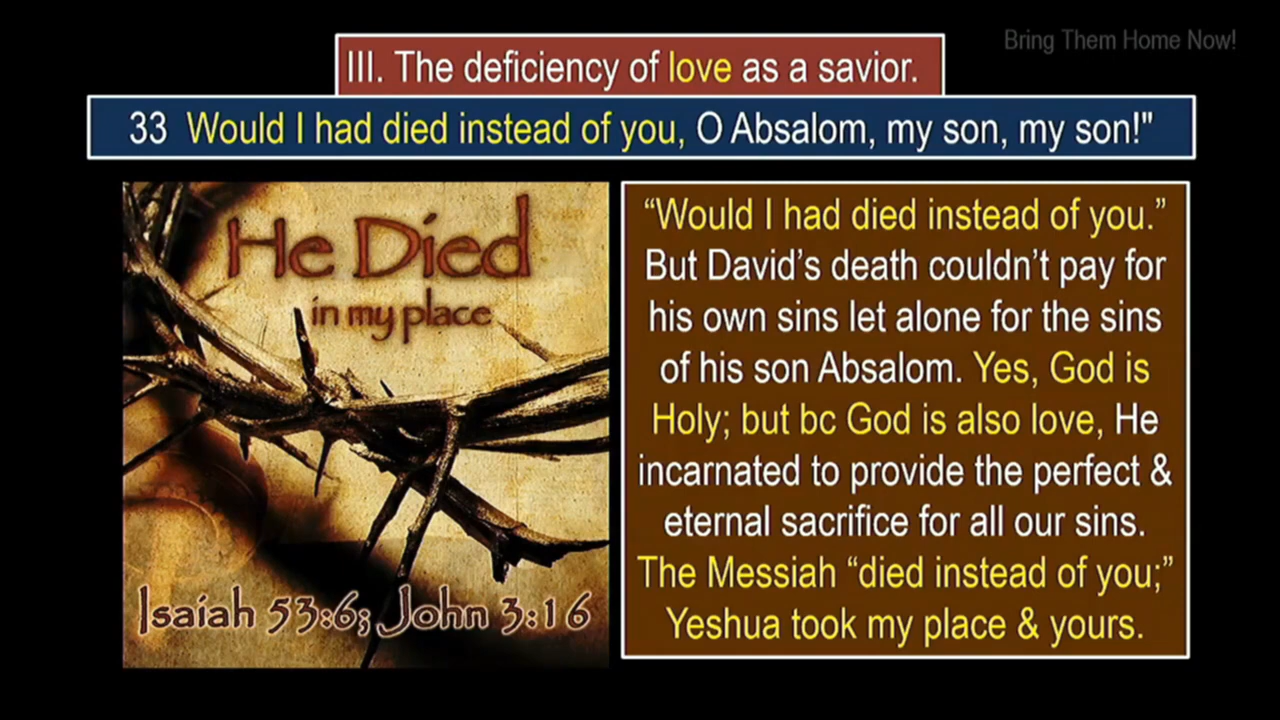 Bring Them Home Now!
III. The deficiency of love as a savior.
33 Would I had died instead of you, O Absalom, my son, my son!"
He Died
in my place
Isaiah 53:6; John 3:16
“Would I had died instead of you.”
But David’s death couldn’t pay for
his own sins let alone for the sins
of his son Absalom. Yes, God is
Holy; but bc God is also love, He
incarnated to provide the perfect &
eternal sacrifice for all our sins.
The Messiah “died instead of you;”
Yeshua took my place & yours.